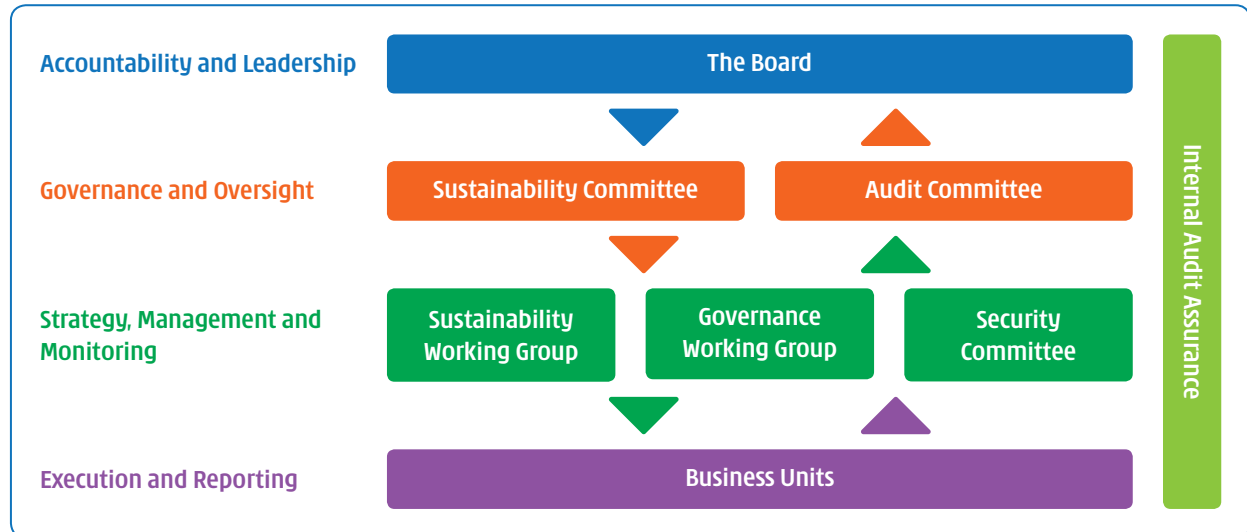 Accountability and Leadership
The Board
Governance and Oversight
Sustainability Committee
Audit Committee
Strategy, Management and
Monitoring
Sustainability
Working Group
Governance
Working Group
Security
Committee
Execution and Reporting
Business Units
Internal Audit Assurance